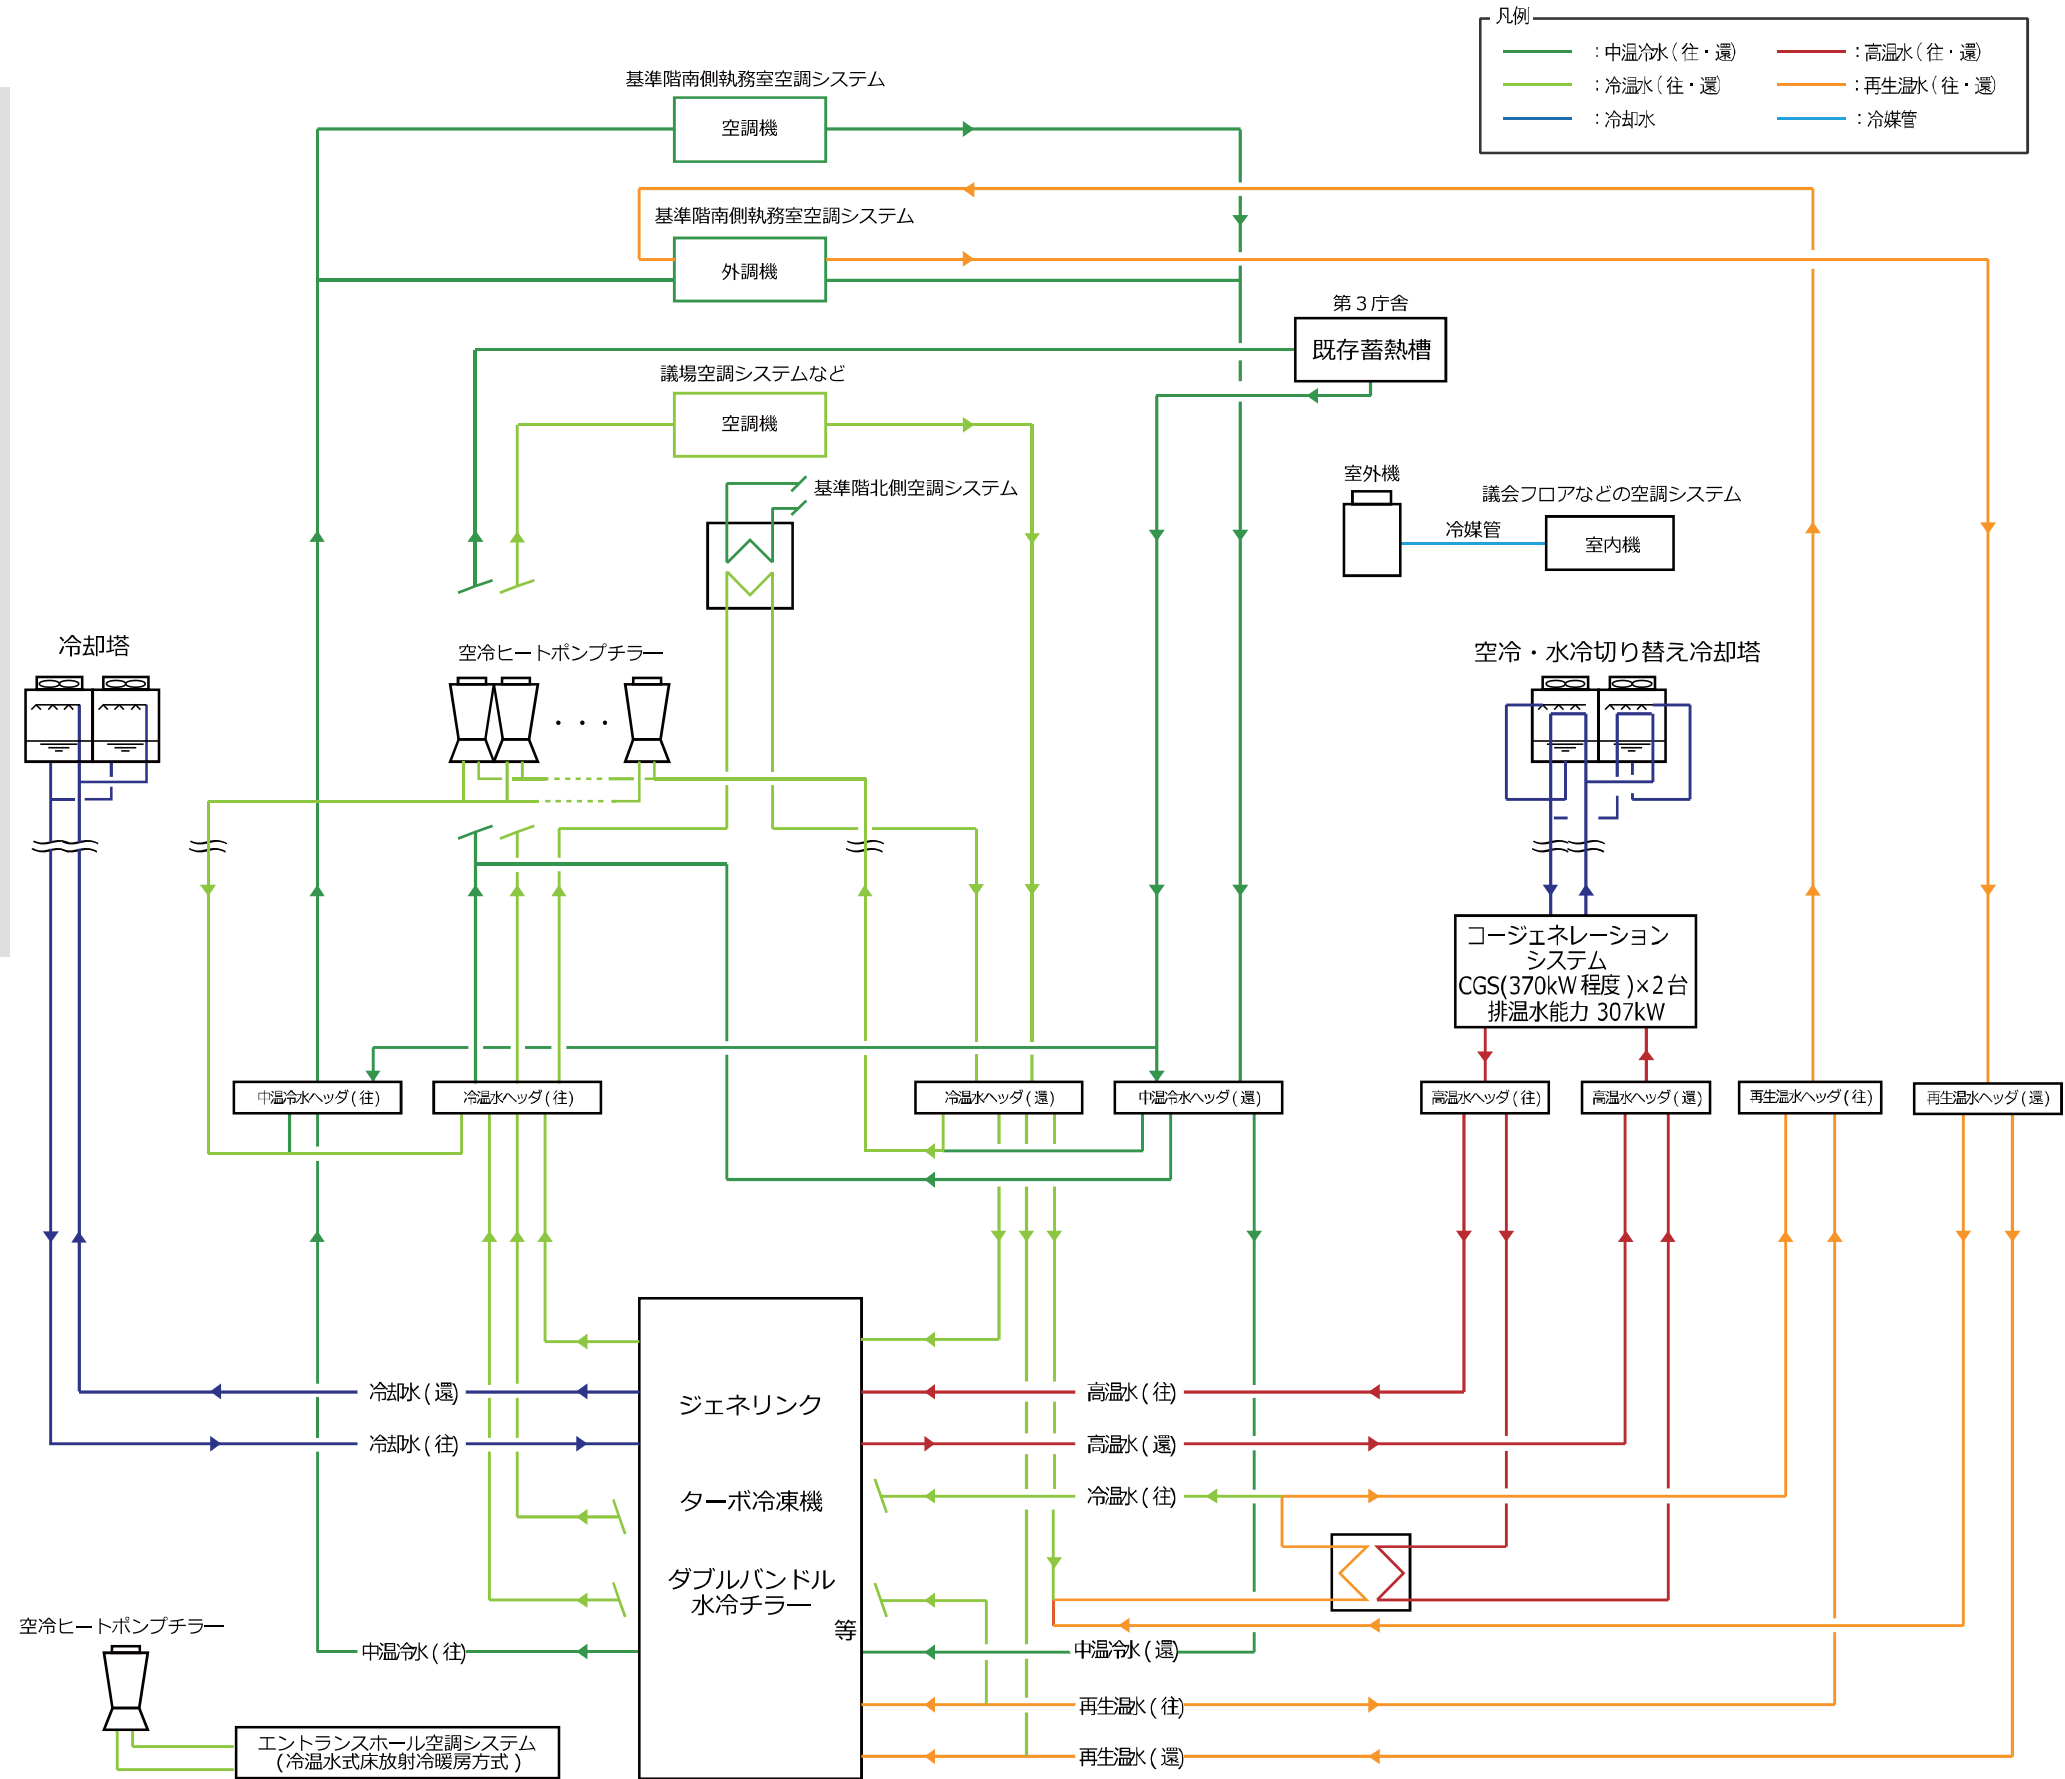 凡例
：中温冷水（往・還）
：高温水（往・還）
：冷温水（往・還）
：再生温水（往・還）
：冷却水
：冷媒管
基準階南側執務室空調システム
空調機
基準階南側執務室空調システム
外調機
第３庁舎
既存蓄熱槽
議場空調システムなど
空調機
基準階北側空調システム
室外機
議会フロアなどの空調システム
冷媒管
室内機
冷却塔
空冷ヒートポンプチラー
・・・
空冷・水冷切り替え冷却塔
コージェネレーション
システム
CGS(370kW 程度 )×2 台
排温水能力 307kW
中温冷水ヘッダ（往）
冷温水ヘッダ（往）
冷温水ヘッダ（還）
中温冷水ヘッダ（還）
高温水ヘッダ（往）
高温水ヘッダ（還）
再生温水ヘッダ（往）
再生温水ヘッダ（還）
冷却水（還）
冷却水（往）
中温冷水（往）
ジェネリンク
ターボ冷凍機
ダブルバンドル
水冷チラー
等
高温水（往）
高温水（還）
冷温水（往）
中温冷水（還）
再生温水（往）
再生温水（還）
空冷ヒートポンプチラー
エントランスホール空調システム
（冷温水式床放射冷暖房方式 ）